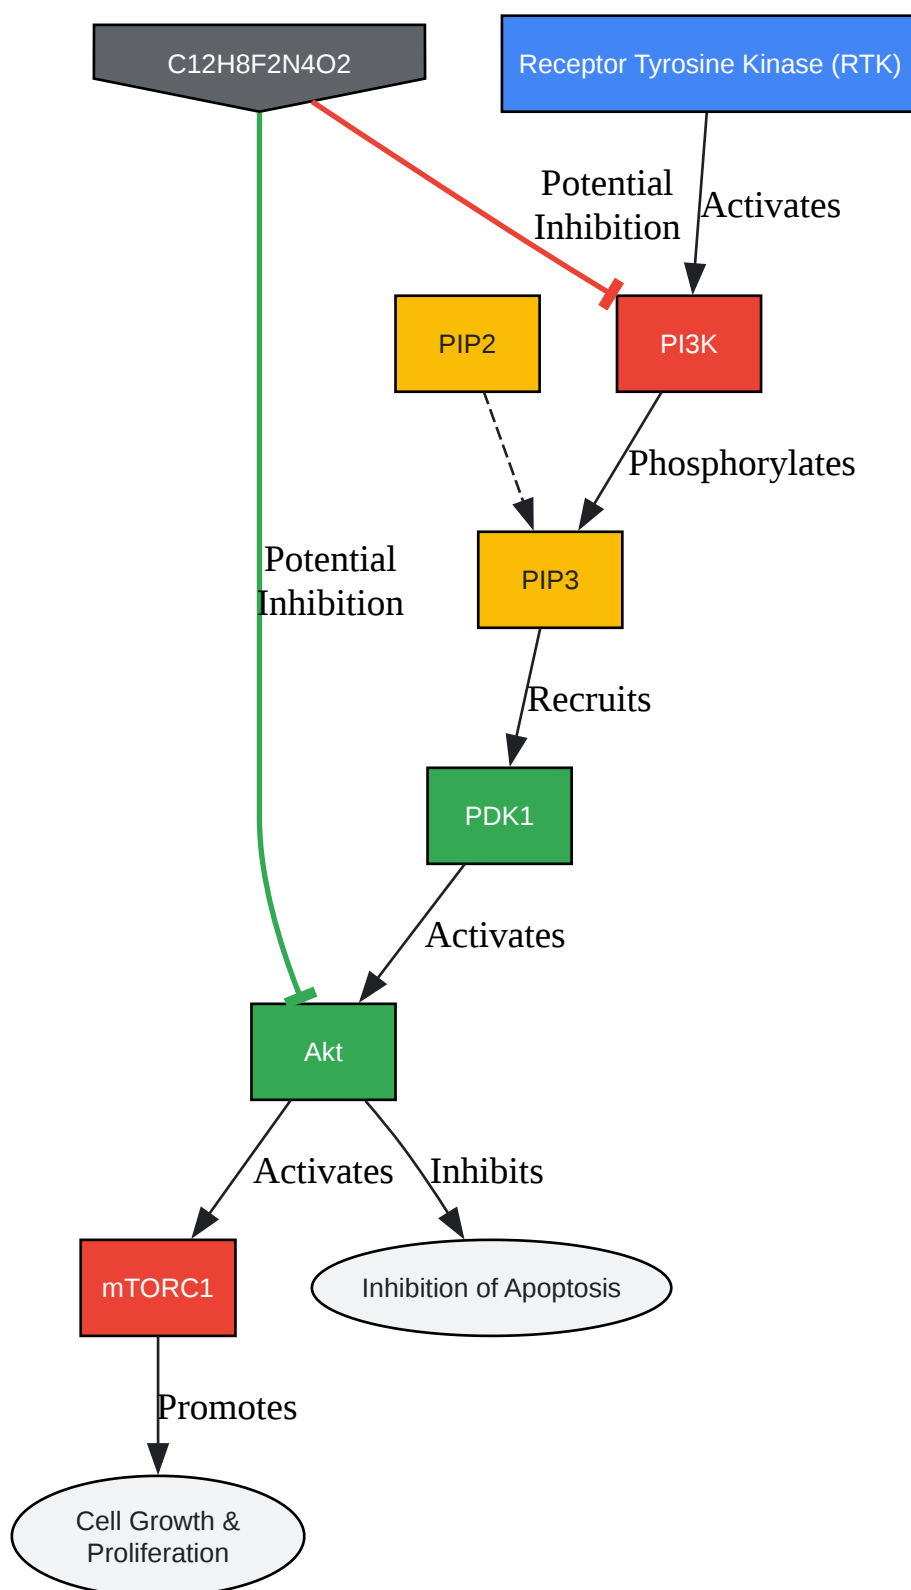 C12H8F2N4O2
Receptor Tyrosine Kinase (RTK)
Potential
Inhibition
Activates
PIP2
PI3K
Phosphorylates
Potential
Inhibition
PIP3
Recruits
PDK1
Activates
Akt
Activates
Inhibits
mTORC1
Inhibition of Apoptosis
Promotes
Cell Growth &
Proliferation